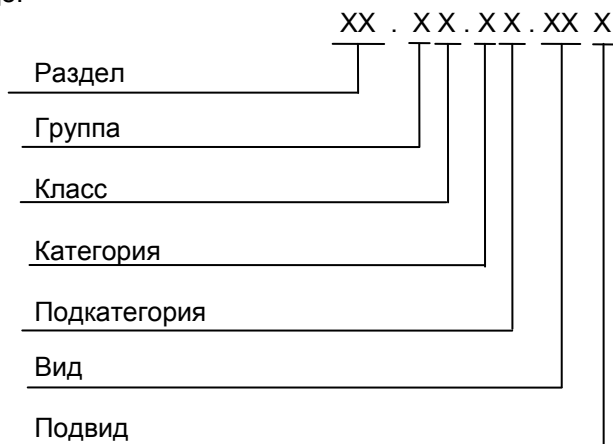 XX . X X . X X . XX X
Раздел
Группа
Класс
Категория
Подкатегория
Вид
Подвид